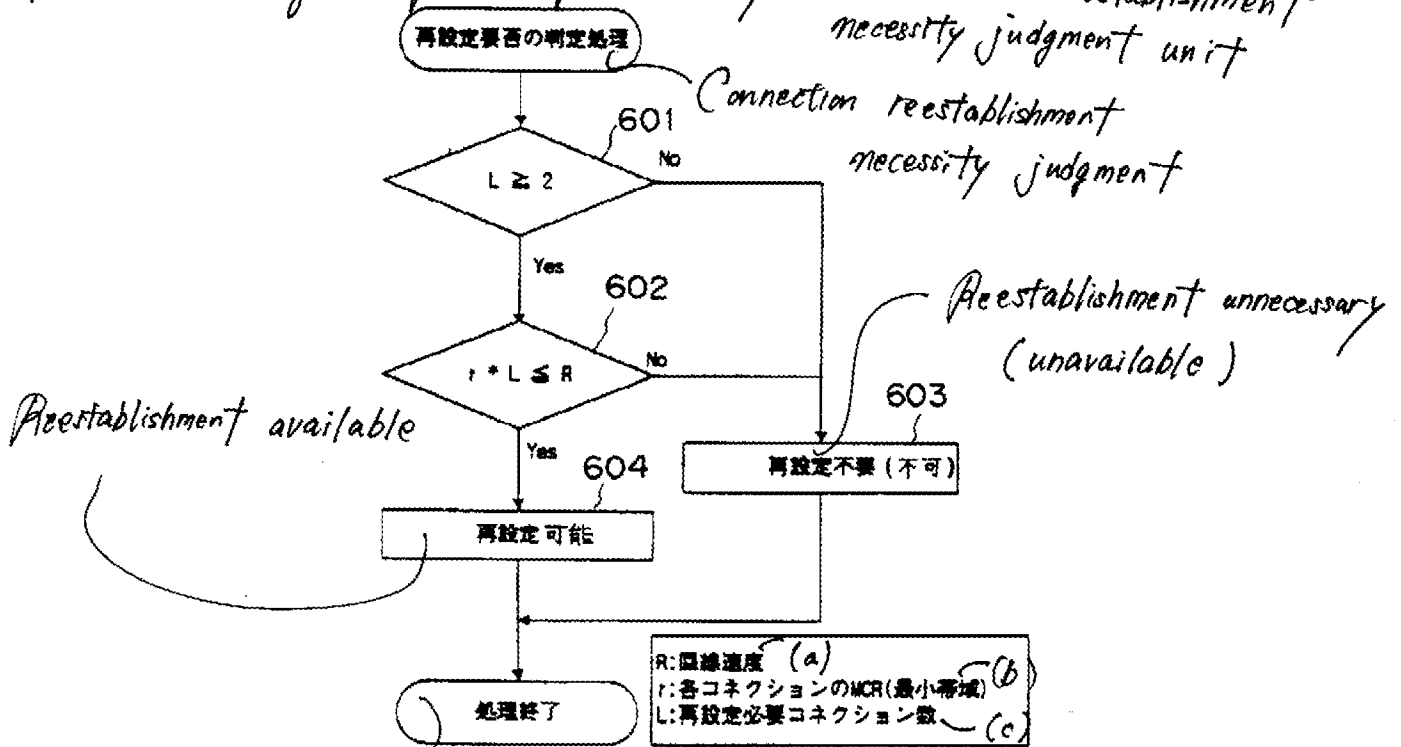 establishment
再設定要否の判定処理
necessity judgment unit
Connection reestablishment
necessity judgment
601
No
L ≧ 2
Yes
602
Reestablishment unnecessary
(unavailable)
No
r * L ≦ R
603
Reestablishment available
Yes
604
再設定不要(不可)
再設定可能
R:回線速度 (a)
r:各コネクションのMCR(最小帯域) (b)
L:再設定必要コネクション数 (c)
処理終了